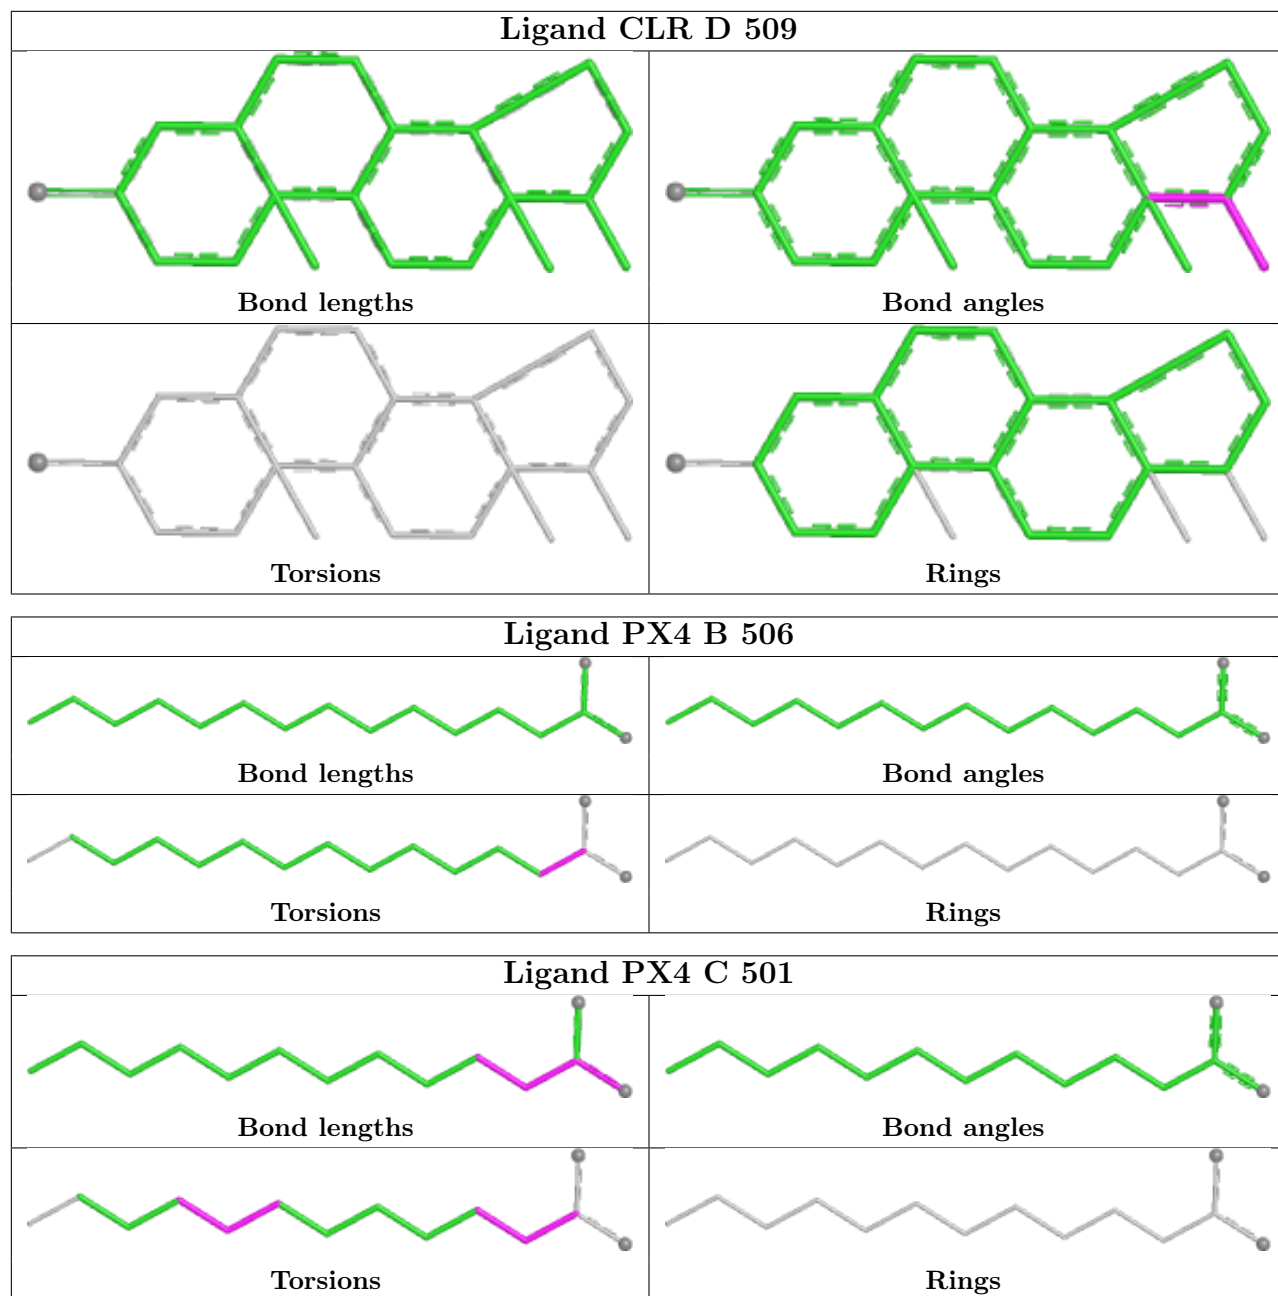 Ligand CLR D 509
Bond lengths
Bond angles
Torsions
Rings
Ligand PX4 B 506
Bond lengths
Bond angles
Torsions
Rings
Ligand PX4 C 501
Bond lengths
Bond angles
Torsions
Rings